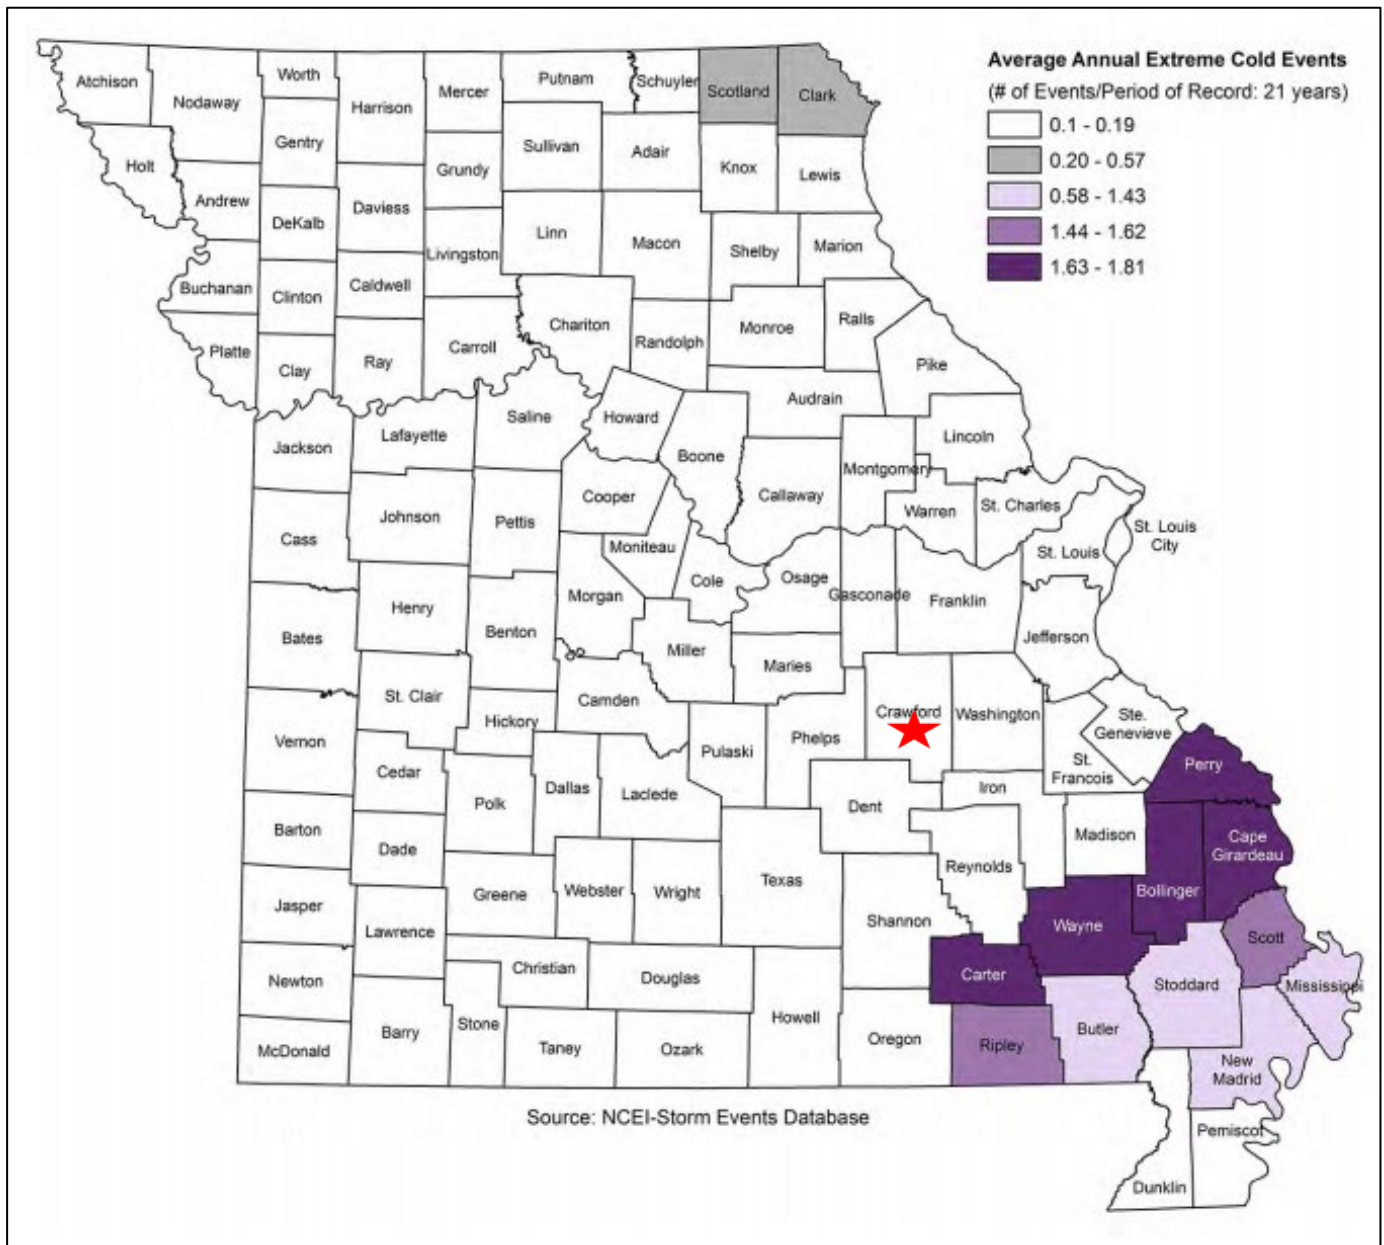 Average Annual Extreme Cold Events
(# of Events/Period of Record: 21 years)
0.1 - 0.19
0.20 - 0.57
0.58 - 1.43
1.44 - 1.62
1.63 - 1.81
Atchison
Nodaway
Worth
Harrison
Mercer
Putnam
Schuyler
Scotland
Clark
Gentry
Sullivan
Adair
Knox
Lewis
Holt
Andrew
DeKalb
Daviess
Grundy
Linn
Macon
Shelby
Marion
Livingston
Buchanan
Clinton
Caldwell
Chariton
Randolph
Monroe
Ralls
Platte
Clay
Ray
Carroll
Pike
Saline
Howard
Audrain
Jackson
Lafayette
Boone
Lincoln
Montgomery
Callaway
Cooper
Johnson
Pettis
Warren
St. Charles
St. Louis
City
Cass
Moniteau
St. Louis
Cole
Osage
Gasconade
Franklin
Morgan
Henry
Benton
Bates
Miller
Maries
Jefferson
St. Clair
Camden
Crawford
Washington
Ste.
Genevieve
Hickory
Vernon
Pulaski
Phelps
St.
Francois
Perry
Cedar
Polk
Dallas
Laclede
Dent
Iron
Barton
Dade
Madison
Cape
Girardeau
Reynolds
Texas
Greene
Webster
Wright
Bollinger
Jasper
Shannon
Lawrence
Wayne
Scott
Christian
Douglas
Carter
Newton
Stoddard
Mississippi
Howell
Stone
Barry
Taney
Ozark
Oregon
Ripley
Butler
McDonald
New
Madrid
Source: NCEI-Storm Events Database
Pemiscot
Dunklin